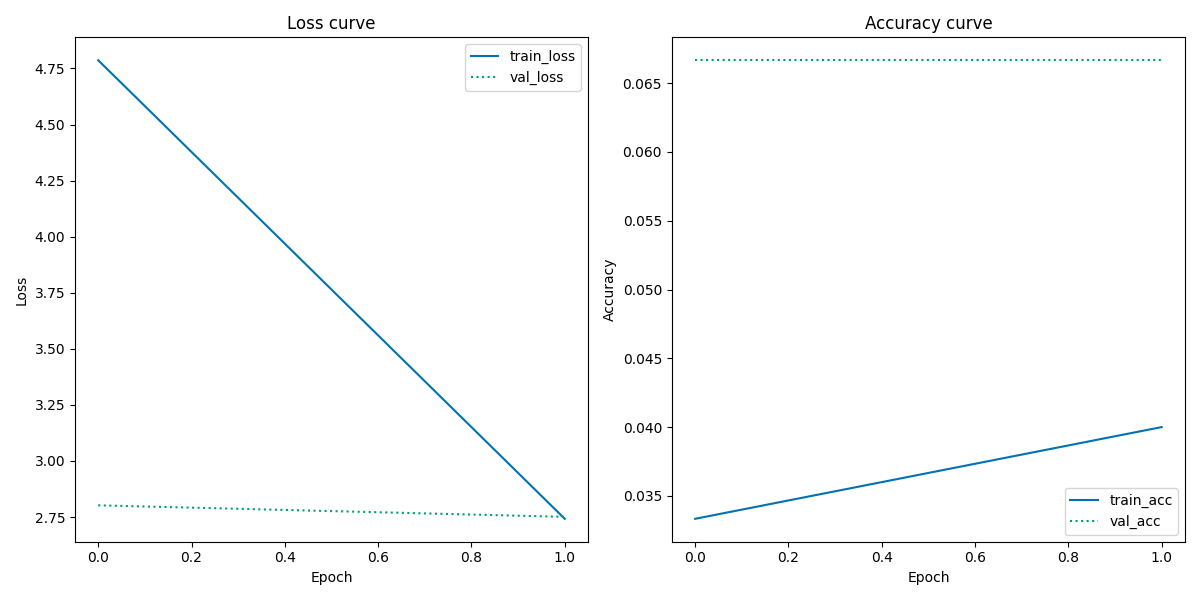 Loss curve
train_loss
val_loss
4.75
4.50
4.25
4.00
3.75
3.50
3.25
3.00
2.75
Loss
0.0 0.2 0.4 0.6 0.8 1.0
Epoch
Accuracy curve
0.065
0.060
0.055
0.050
0.045
0.040
0.035
Accuracy
train_acc
val_acc
0.0 0.2 0.4 0.6 0.8 1.0
Epoch